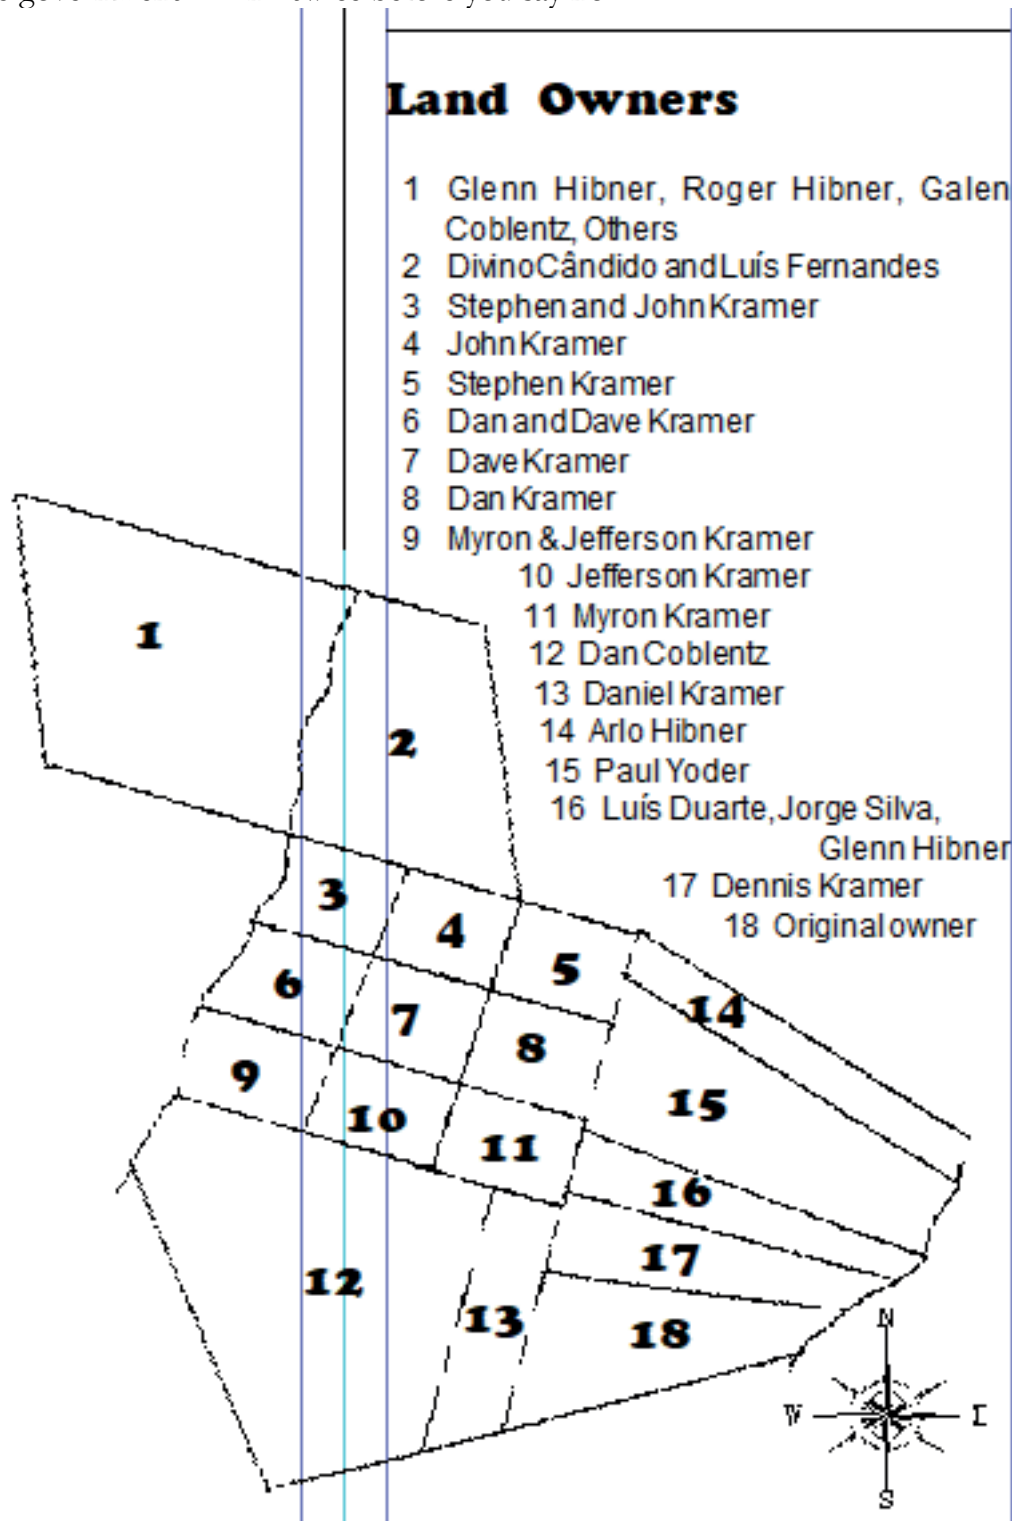 you say
Land Owners
1 Glenn Hibner, Roger Hibner, Galen
Coblentz, Others
2 Divino Cândido and Luís Fernandes
3 Stephen and John Kramer
4 John Kramer
5 Stephen Kramer
6 Dan and Dave Kramer
7 Dave Kramer
8 Dan Kramer
9 Myron & Jefferson Kramer
10 Jefferson Kramer
11 Myron Kramer
12 Dan Coblentz
13 Daniel Kramer
14 Arlo Hibner
15 Paul Yoder
16 Luís Duarte, Jorge Silva,
Glenn Hibner
17 Dennis Kramer
18 Original owner
1
2
3
4
5
6
7
8
9
10
11
12
13
14
15
16
17
18
N
W E
S